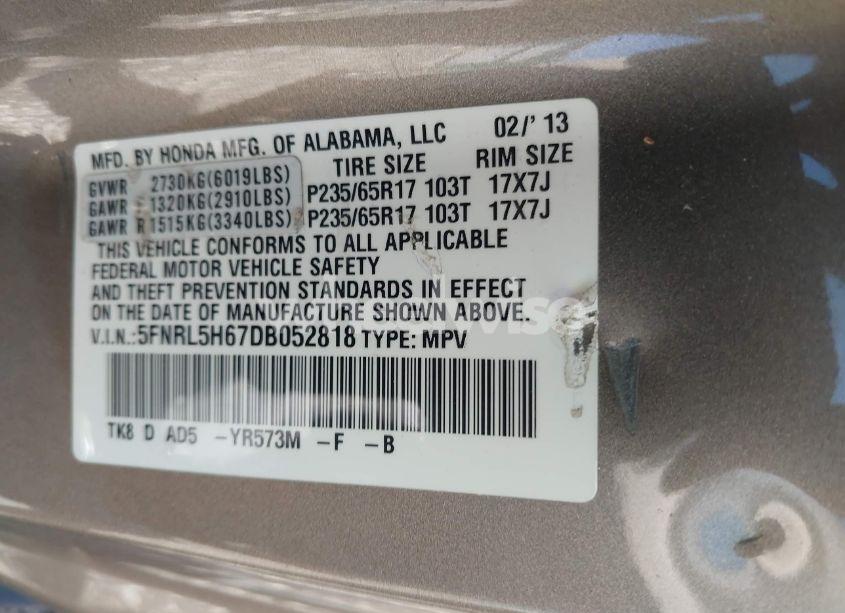 MFD. BY HONDA MFG. OF ALABAMA, LLC 02/' 13
TIRE SIZE RIM SIZE
GVWR 2730KG(6019LBS)
GAWR F1320KG(2910LBS) P235/65R17 103T 17X7J
GAWR R1515KG(3340LBS) P235/65R17 103T 17X7J
THIS VEHICLE CONFORMS TO ALL APPLICABLE
FEDERAL MOTOR VEHICLE SAFETY
AND THEFT PREVENTION STANDARDS IN EFFECT
ON THE DATE OF MANUFACTURE SHOWN ABOVE.
V.I.N.:5FNRL5H67DB052818 TYPE: MPV
TK8 D AD5 -YR573M -F -B